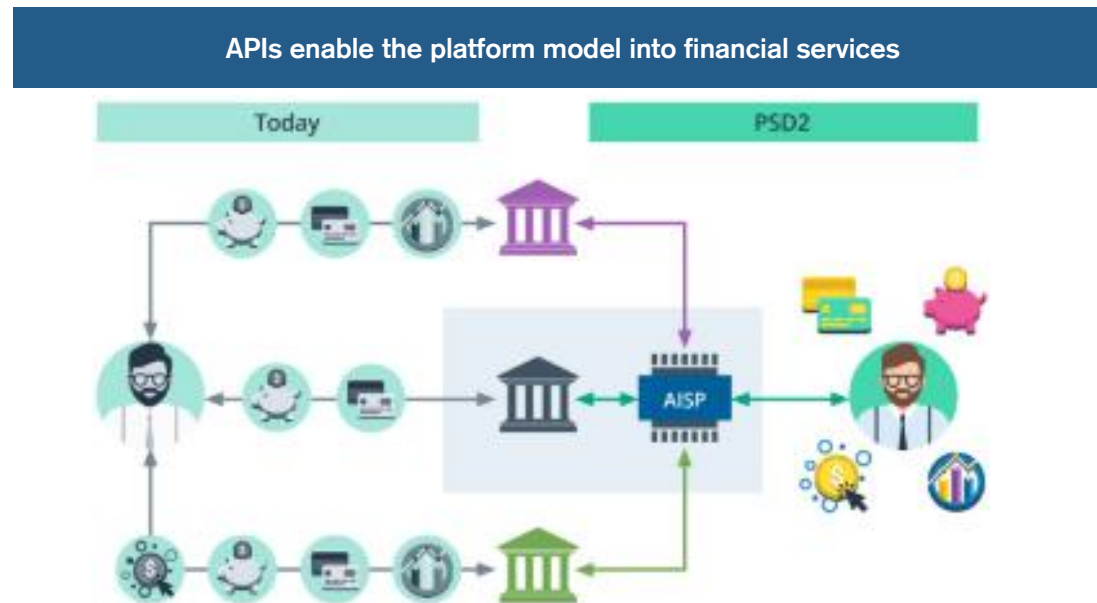 APIs enable the platform model into financial services
Today
PSD2
AISP